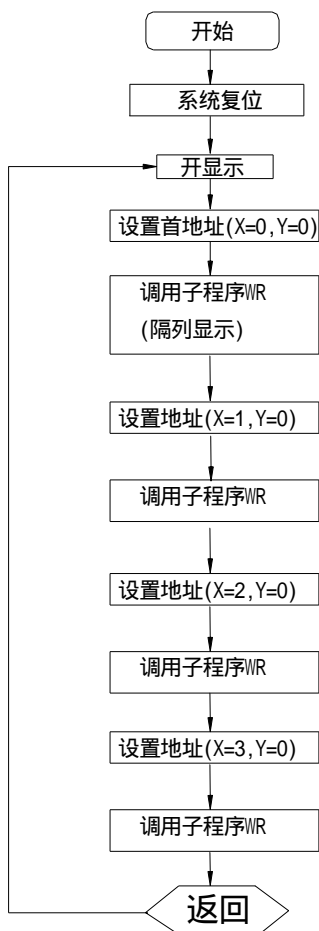 开始
系统复位
开显示
设置首地址(X=0,Y=0)
调用子程序WR
(隔列显示)
设置地址(X=1,Y=0)
调用子程序WR
设置地址(X=2,Y=0)
调用子程序WR
设置地址(X=3,Y=0)
调用子程序WR
返回